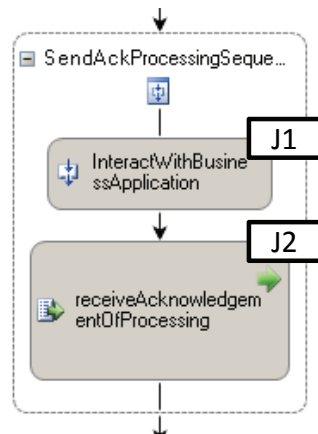 SendAckProcessingSeque...
J1
InteractWithBusine
ssApplication
J2
receiveAcknowledgem
entOfProcessing